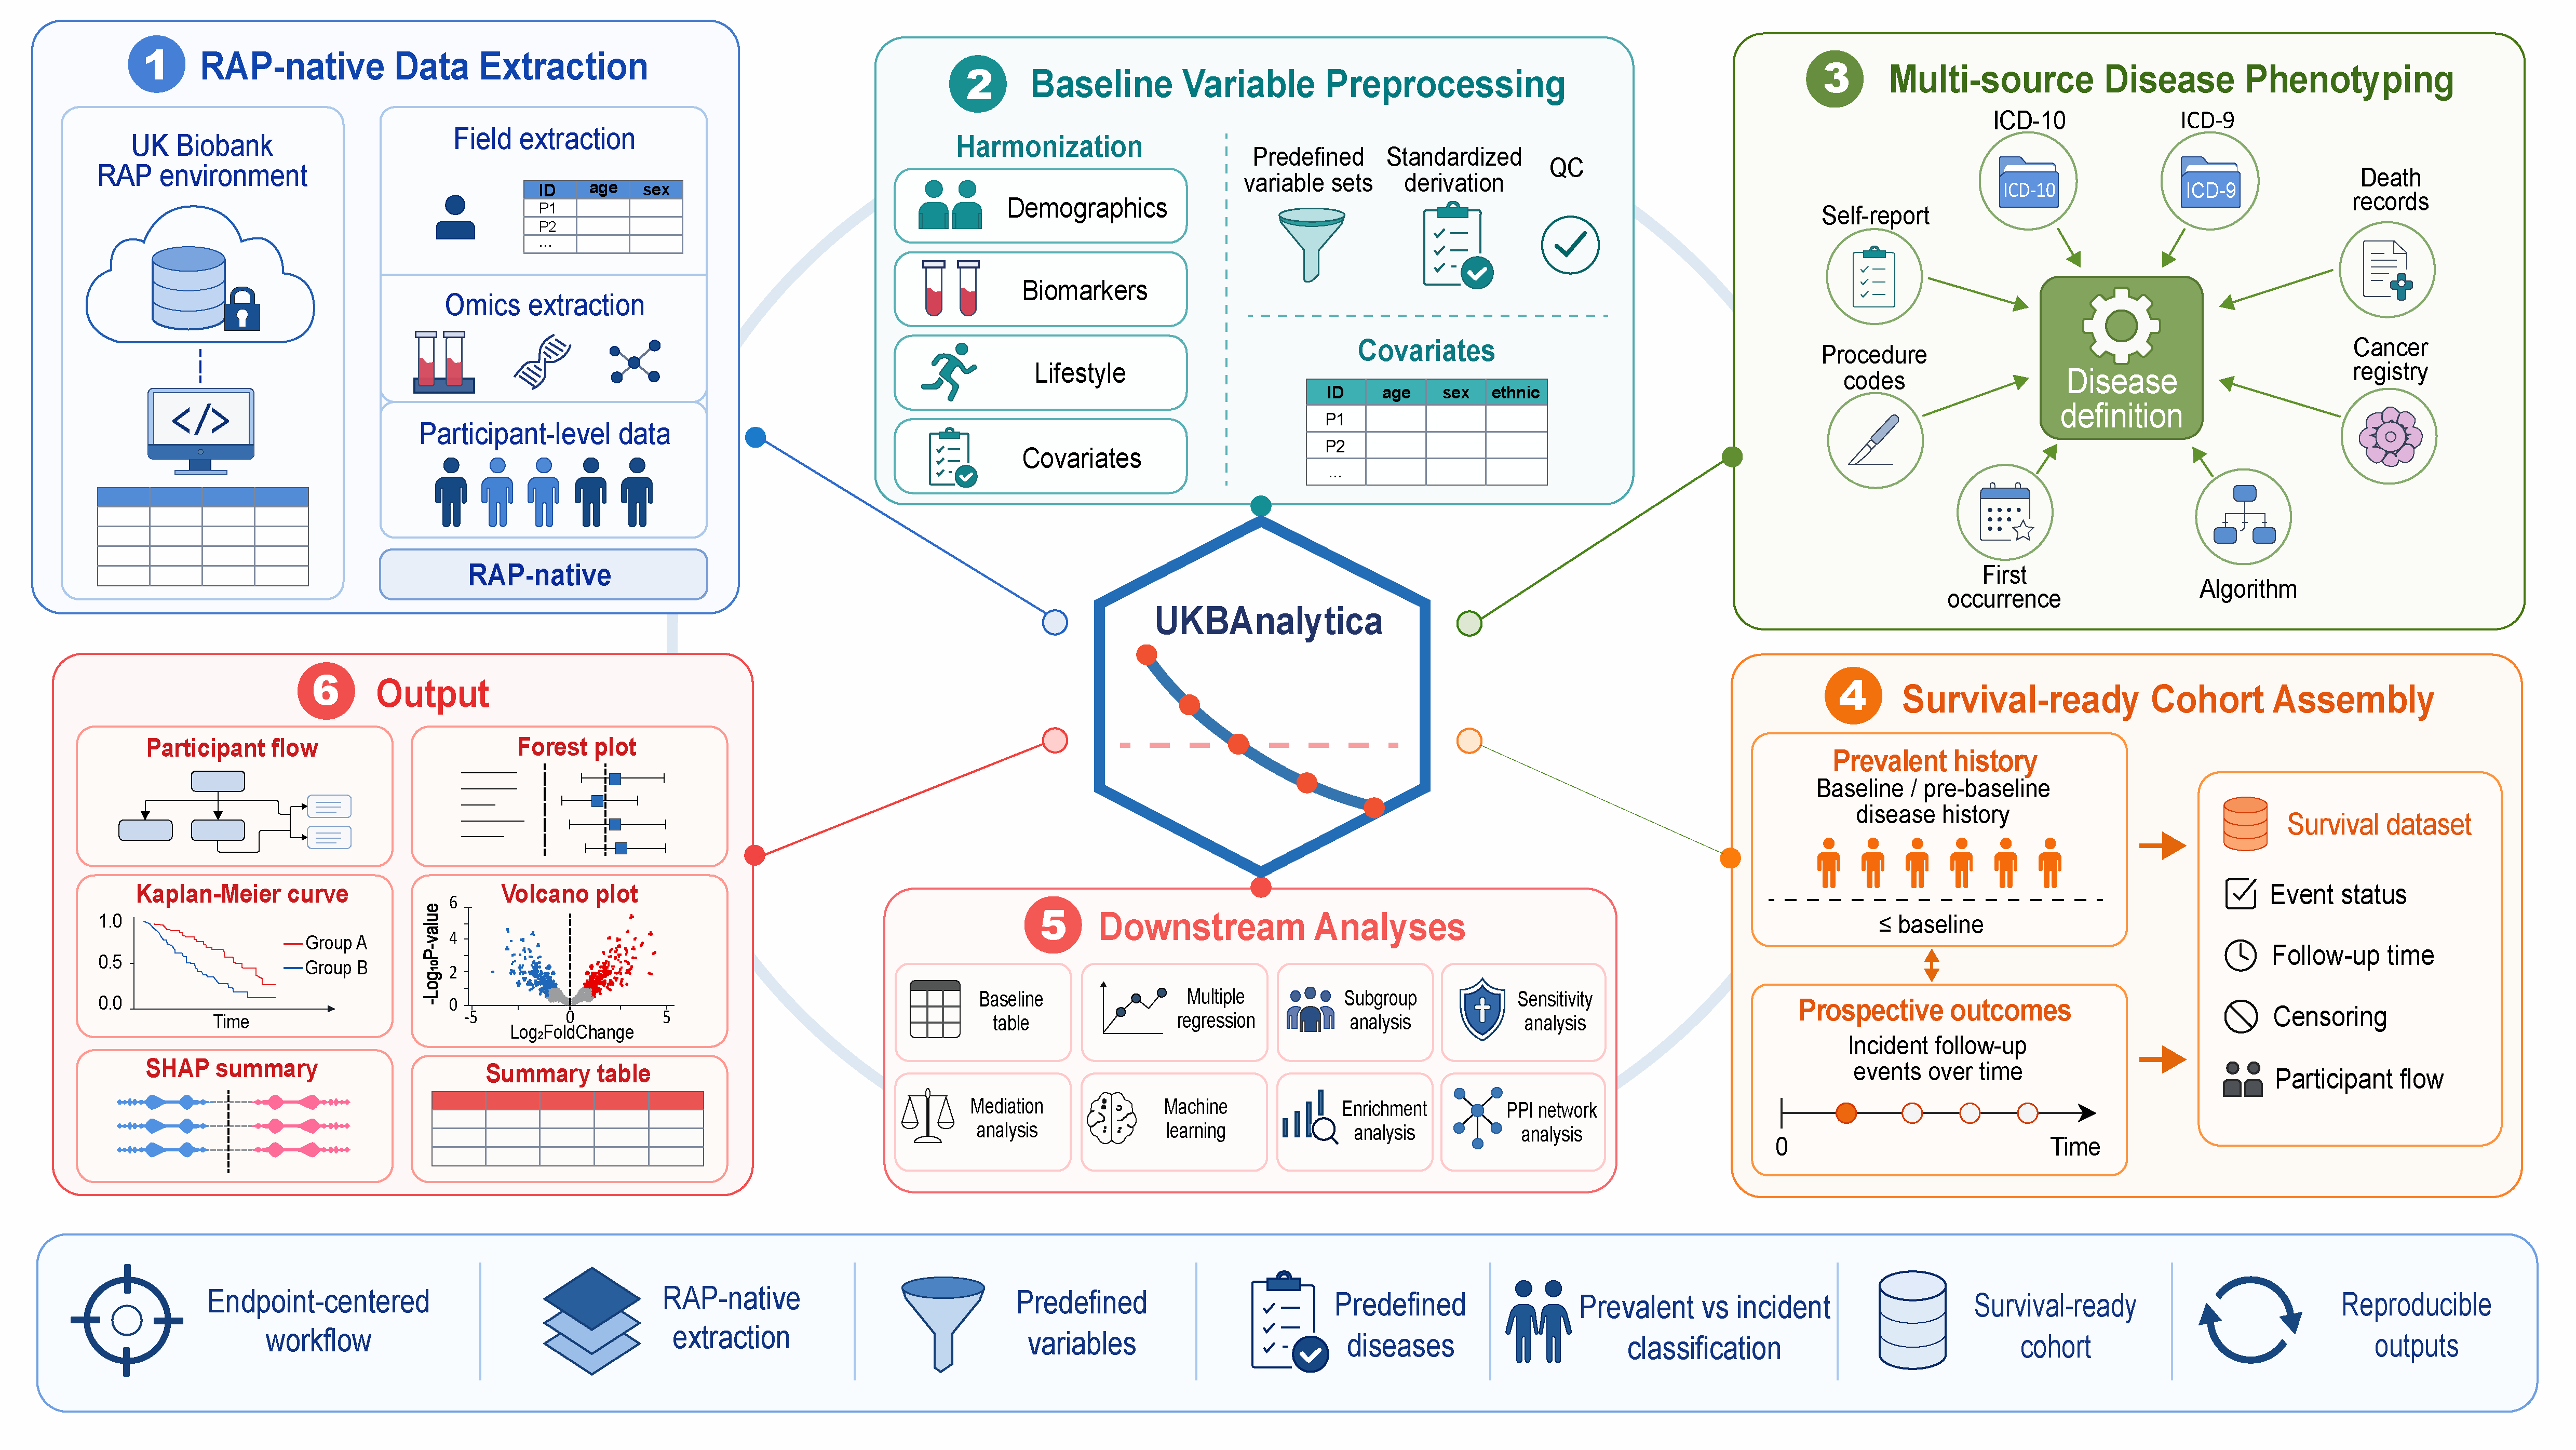 1 RAP-native Data Extraction
UK Biobank
RAP environment
</>
Field extraction
ID age sex
P1
P2
...
Omics extraction
Participant-level data
RAP-native
2 Baseline Variable Preprocessing
Harmonization
Demographics
Biomarkers
Lifestyle
Covariates
Predefined
variable sets
Standardized
derivation
QC
Covariates
ID age sex ethnic
P1
P2
...
3 Multi-source Disease Phenotyping
ICD-10
ICD-10
ICD-9
ICD-9
Self-report
Death
records
Procedure
codes
Cancer
registry
Disease
definition
First
occurrence
Algorithm
UKBAnalytica
6 Output
Participant flow
Forest plot
Kaplan-Meier curve
1.0
0.5
0.0
Group A
Group B
Time
Volcano plot
-Log₁₀P-value
6
4
2
0
-5 0 5
Log₂FoldChange
SHAP summary
Summary table
5 Downstream Analyses
Baseline
table
Multiple
regression
Subgroup
analysis
Sensitivity
analysis
Mediation
analysis
Machine
learning
Enrichment
analysis
PPI network
analysis
4 Survival-ready Cohort Assembly
Prevalent history
Baseline / pre-baseline
disease history
≤ baseline
Prospective outcomes
Incident follow-up
events over time
0 Time
Survival dataset
Event status
Follow-up time
Censoring
Participant flow
Endpoint-centered
workflow
RAP-native
extraction
Predefined
variables
Predefined
diseases
Prevalent vs incident
classification
Survival-ready
cohort
Reproducible
outputs